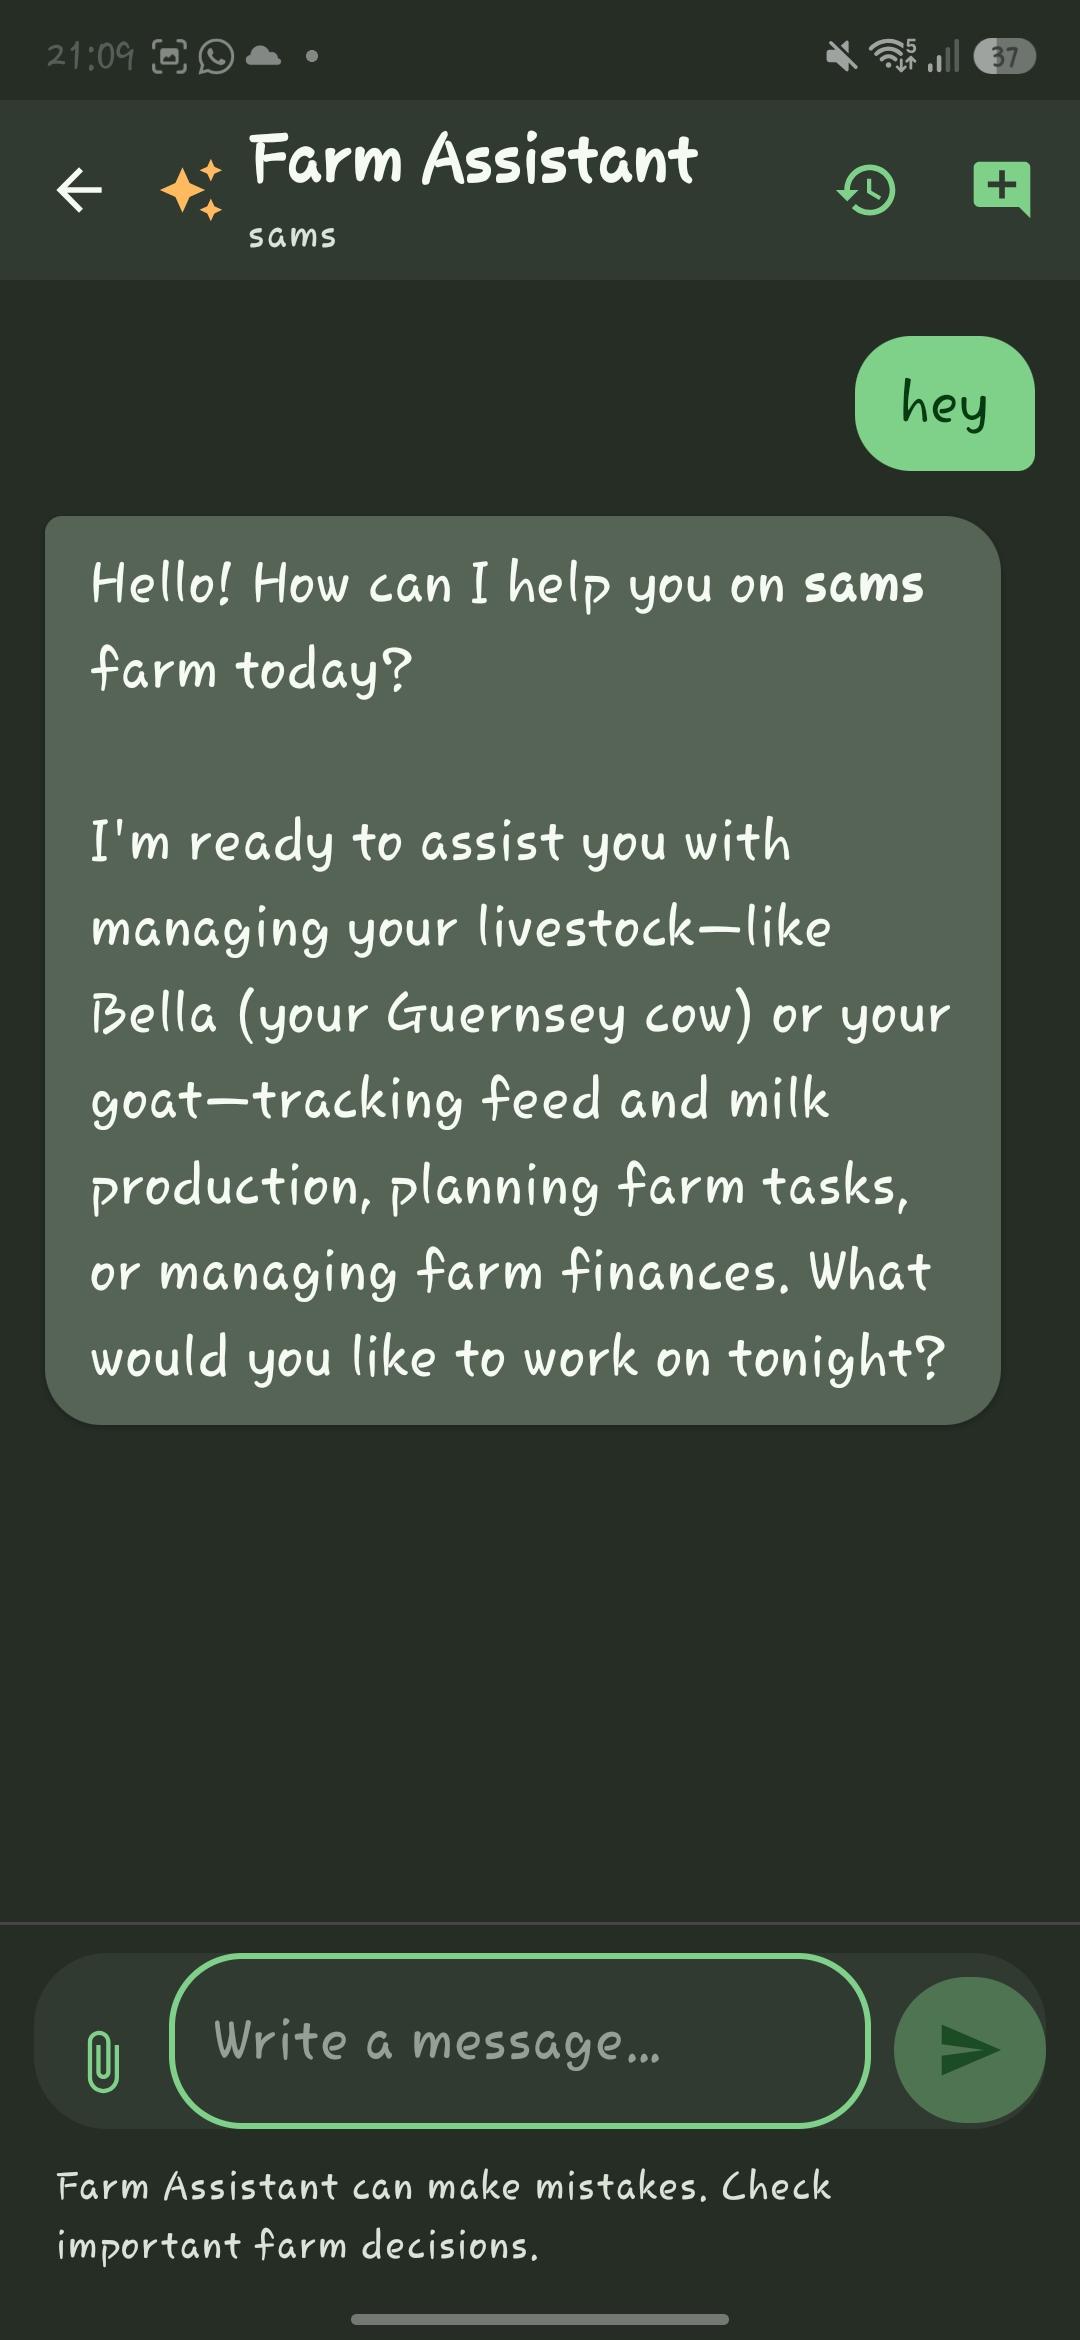 21:09
5
37
Farm Assistant
sams
hey
Hello! How can I help you on sams
farm today?
I'm ready to assist you with
managing your livestock—like
Bella (your Guernsey cow) or your
goat—tracking feed and milk
production, planning farm tasks,
or managing farm finances. What
would you like to work on tonight?
Write a message...
Farm Assistant can make mistakes. Check
important farm decisions.